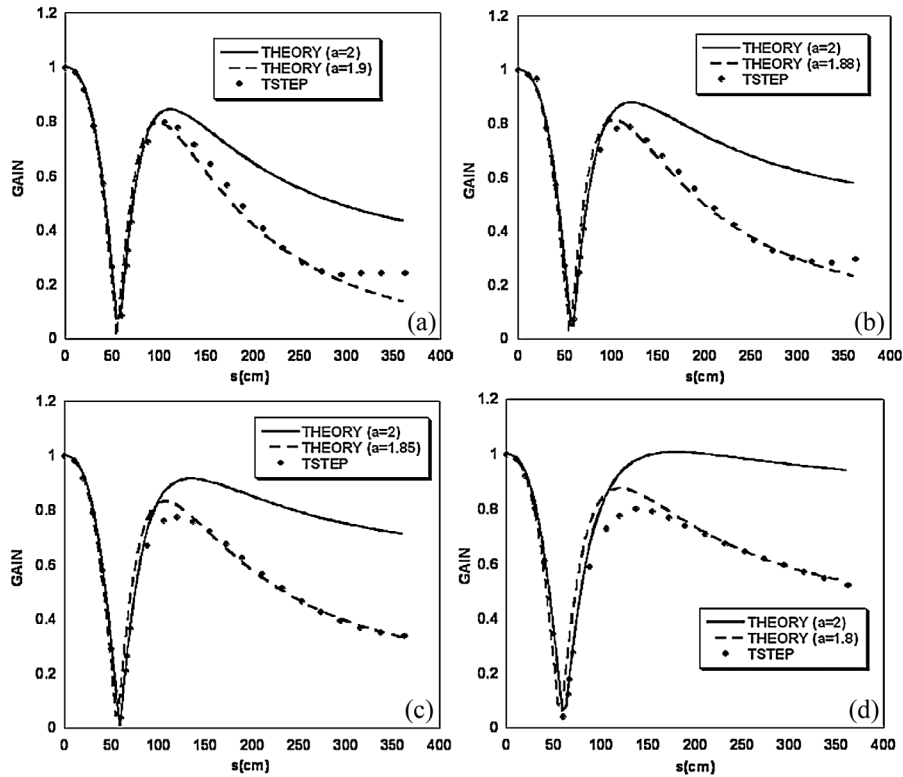 1.2
1
0.8
0.6
0.4
0.2
0
GAIN
THEORY (a=2)
THEORY (a=1.9)
TSTEP
(a)
0 50 100 150 200 250 300 350 400
s(cm)
1.2
1
0.8
0.6
0.4
0.2
0
GAIN
THEORY (a=2)
THEORY (a=1.88)
TSTEP
(b)
0 50 100 150 200 250 300 350 400
s(cm)
1.2
1
0.8
0.6
0.4
0.2
0
GAIN
THEORY (a=2)
THEORY (a=1.85)
TSTEP
(c)
0 50 100 150 200 250 300 350 400
s(cm)
1.2
1
0.8
0.6
0.4
0.2
0
GAIN
THEORY (a=2)
THEORY (a=1.8)
TSTEP
(d)
0 50 100 150 200 250 300 350 400
s(cm)